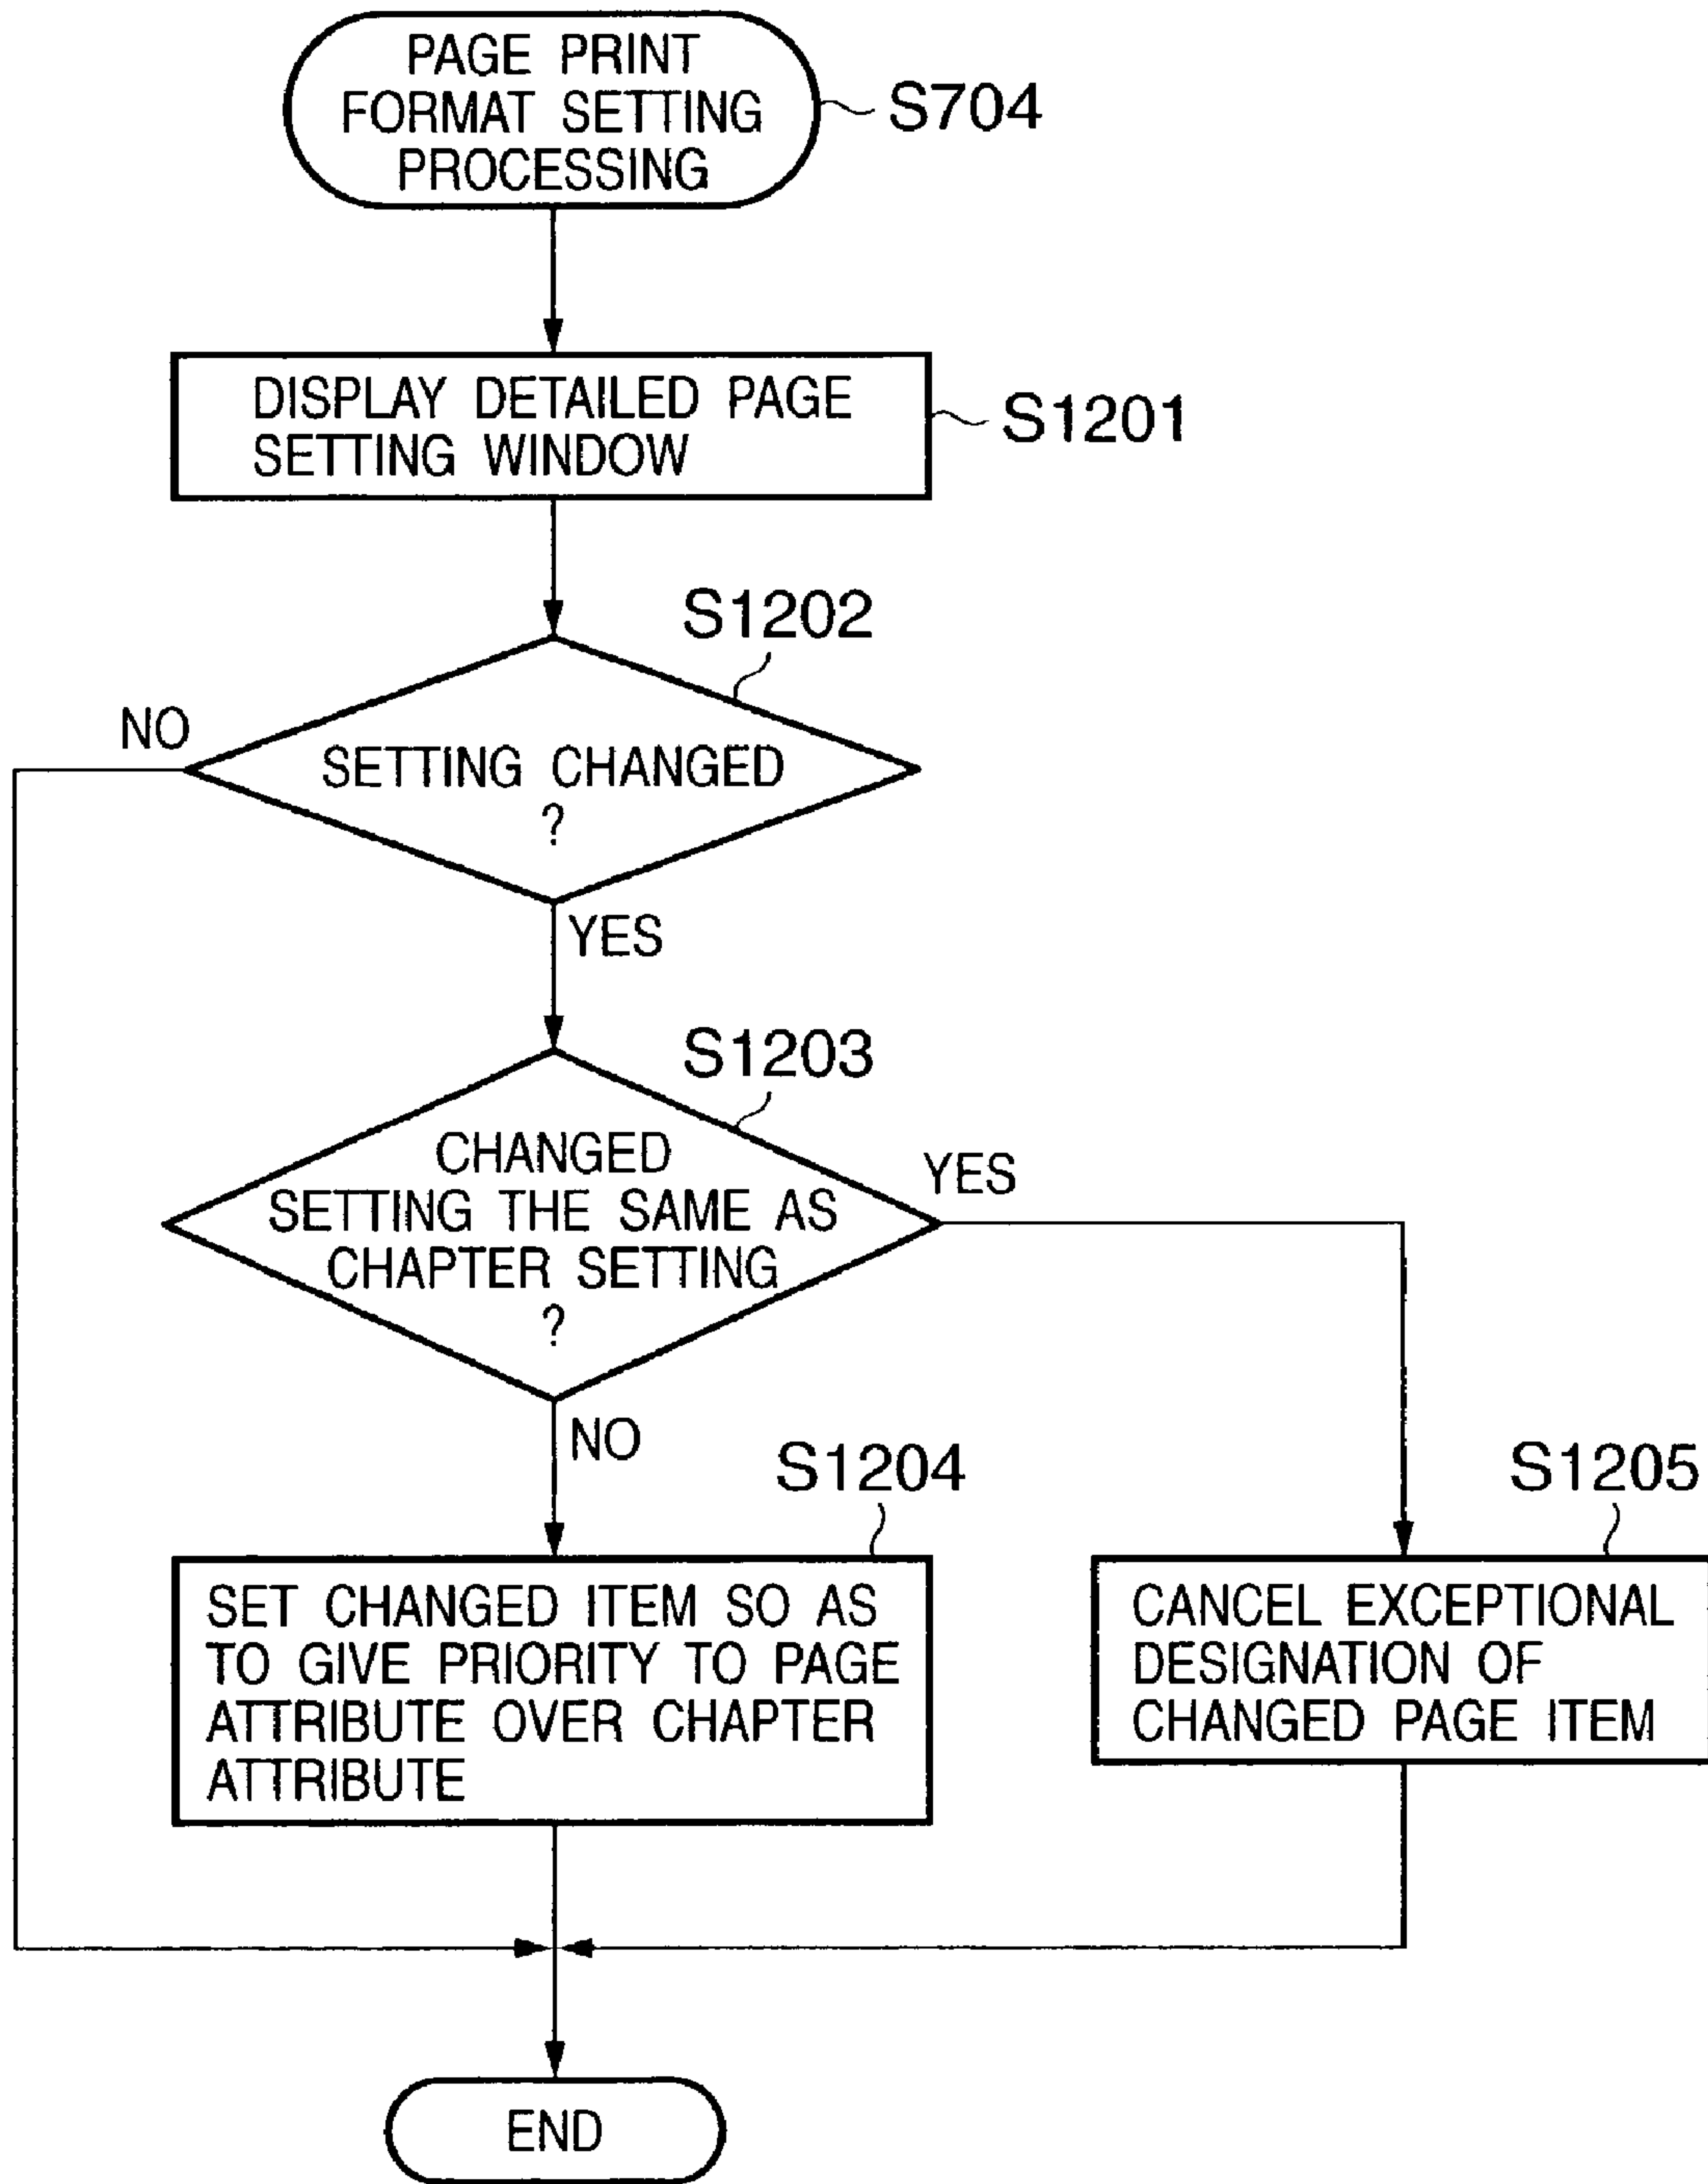 PAGE PRINT
FORMAT SETTING
PROCESSING
S704
DISPLAY DETAILED PAGE
SETTING WINDOW
S1201
S1202
NO
SETTING CHANGED
?
YES
S1203
CHANGED
SETTING THE SAME AS
CHAPTER SETTING
?
YES
NO
S1204
SET CHANGED ITEM SO AS
TO GIVE PRIORITY TO PAGE
ATTRIBUTE OVER CHAPTER
ATTRIBUTE
S1205
CANCEL EXCEPTIONAL
DESIGNATION OF
CHANGED PAGE ITEM
END